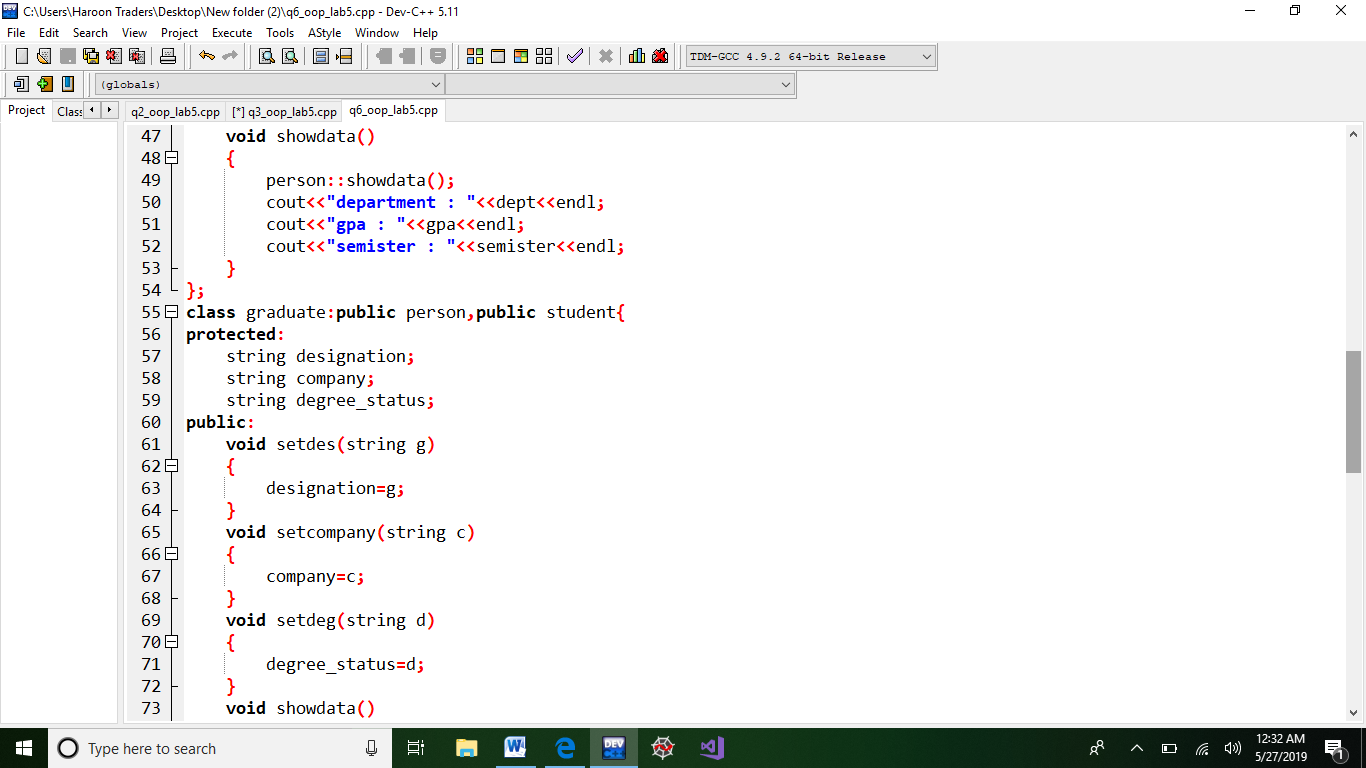 C:\Users\Haroon Traders\Desktop\New folder (2)\q6_oop_lab5.cpp - Dev-C++ 5.11
File Edit Search View Project Execute Tools AStyle Window Help
TDM-GCC 4.9.2 64-bit Release
(globals)
Project Clas q2_oop_lab5.cpp [*] q3_oop_lab5.cpp q6_oop_lab5.cpp
47 void showdata()
48 {
49 person::showdata();
50 cout<<"department : "<<dept<<endl;
51 cout<<"gpa : "<<gpa<<endl;
52 cout<<"semister : "<<semister<<endl;
53 }
54 };
55 class graduate:public person,public student{
56 protected:
57 string designation;
58 string company;
59 string degree_status;
60 public:
61 void setdes(string g)
62 {
63 designation=g;
64 }
65 void setcompany(string c)
66 {
67 company=c;
68 }
69 void setdeg(string d)
70 {
71 degree_status=d;
72 }
73 void showdata()
Type here to search
12:32 AM
5/27/2019
1